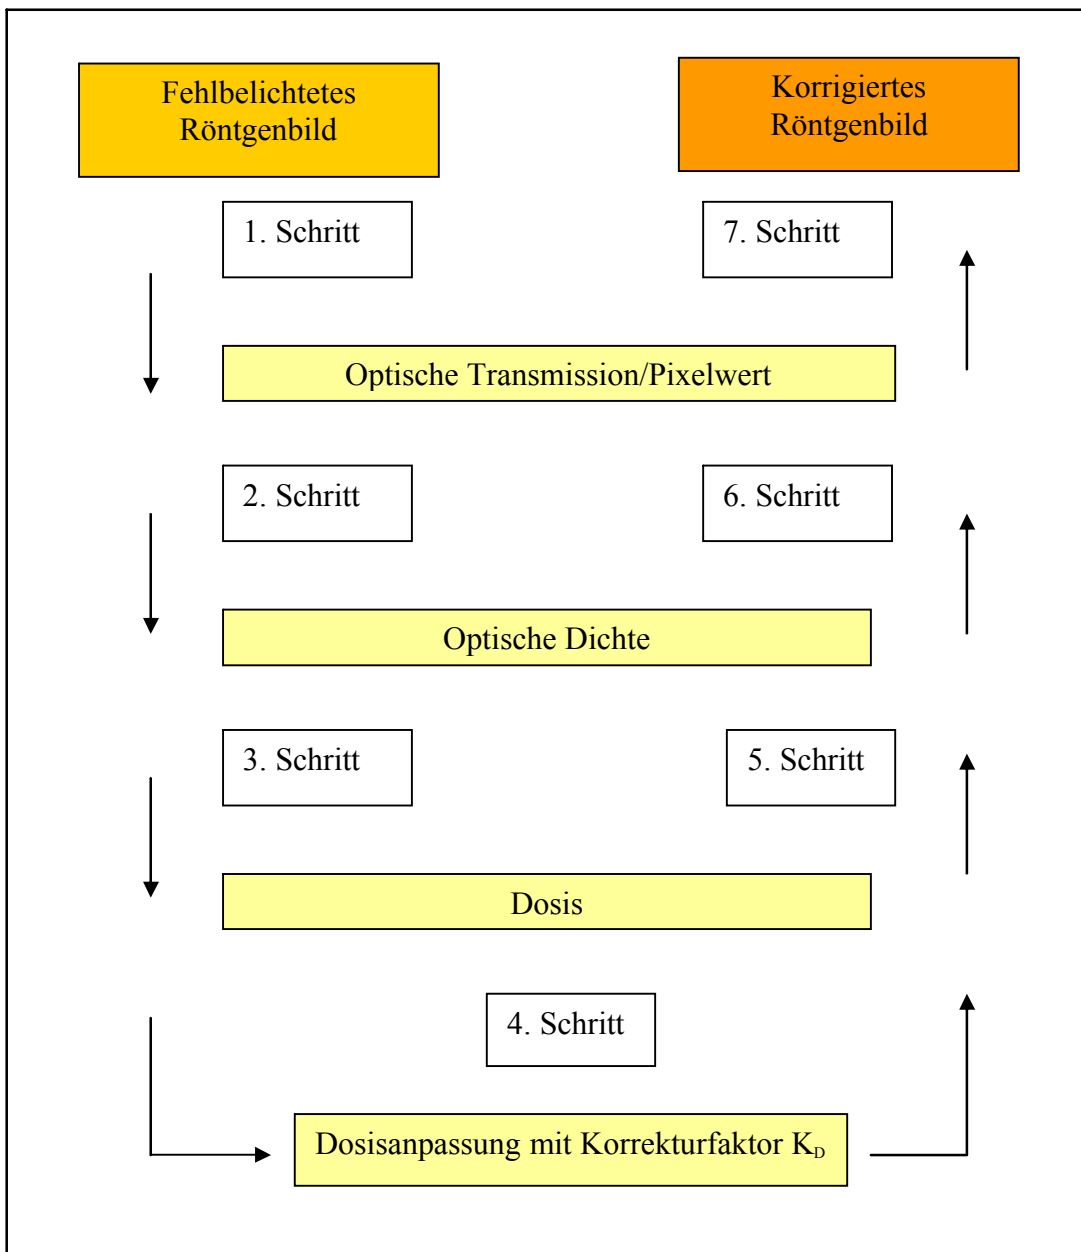 Fehlbelichtetes
Röntgenbild
Korrigiertes
Röntgenbild
1. Schritt
7. Schritt
Optische Transmission/Pixelwert
2. Schritt
6. Schritt
Optische Dichte
3. Schritt
5. Schritt
Dosis
4. Schritt
Dosisanpassung mit Korrekturfaktor K_D